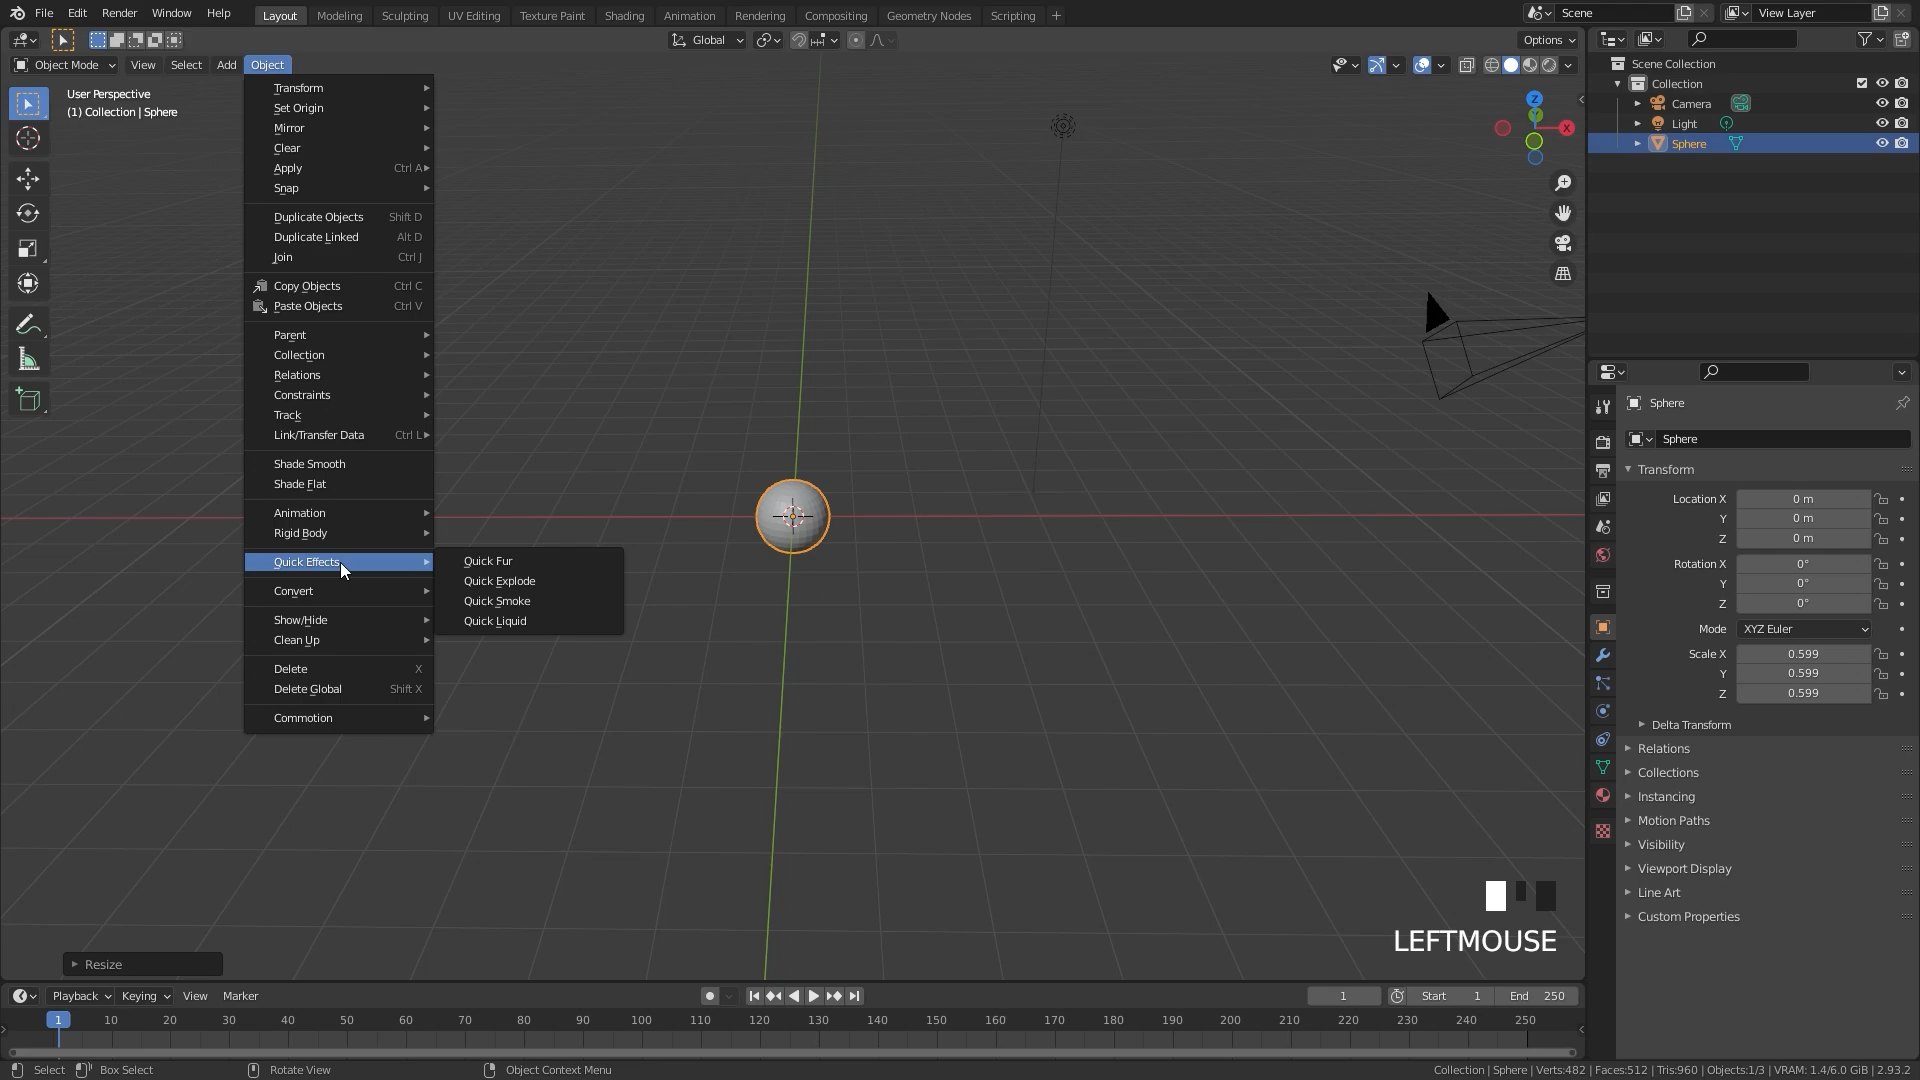 File Edit Render Window Help Layout Modeling Sculpting UV Editing Texture Paint Shading Animation Rendering Compositing Geometry Nodes Scripting + Scene View Layer
Global Options
Object Mode View Select Add Object
User Perspective
(1) Collection | Sphere
Transform
Set Origin
Mirror
Clear
Apply Ctrl A
Snap
Duplicate Objects Shift D
Duplicate Linked Alt D
Join Ctrl J
Copy Objects Ctrl C
Paste Objects Ctrl V
Parent
Collection
Relations
Constraints
Track
Link/Transfer Data Ctrl L
Shade Smooth
Shade Flat
Animation
Rigid Body
Quick Effects
Convert
Show/Hide
Clean Up
Delete X
Delete Global Shift X
Commotion
Quick Fur
Quick Explode
Quick Smoke
Quick Liquid
Z
X
LEFTMOUSE
Resize
Scene Collection
Collection
Camera
Light
Sphere
Sphere
Sphere
Transform
Location X 0 m
Y 0 m
Z 0 m
Rotation X 0°
Y 0°
Z 0°
Mode XYZ Euler
Scale X 0.599
Y 0.599
Z 0.599
Delta Transform
Relations
Collections
Instancing
Motion Paths
Visibility
Viewport Display
Line Art
Custom Properties
Playback Keying View Marker 1 Start 1 End 250
1 10 20 30 40 50 60 70 80 90 100 110 120 130 140 150 160 170 180 190 200 210 220 230 240 250
Select Box Select Rotate View Object Context Menu Collection | Sphere | Verts:482 | Faces:512 | Tris:960 | Objects:1/3 | VRAM: 1.4/6.0 GiB | 2.93.2